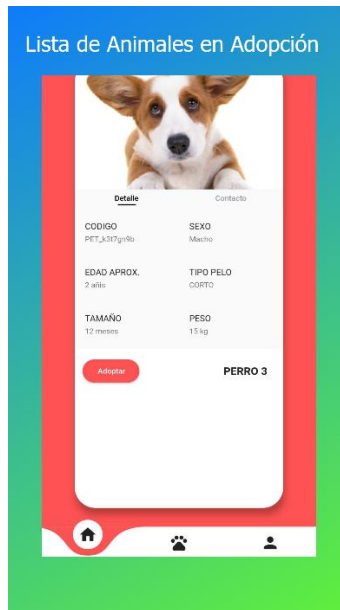 Lista de Animales en Adopción
Detalle Contacto
CODIGO SEXO
PET_k3t7gn9b Macho
EDAD APROX. TIPO PELO
2 añis CORTO
TAMAÑO PESO
12 meses 15 kg
Adoptar PERRO 3